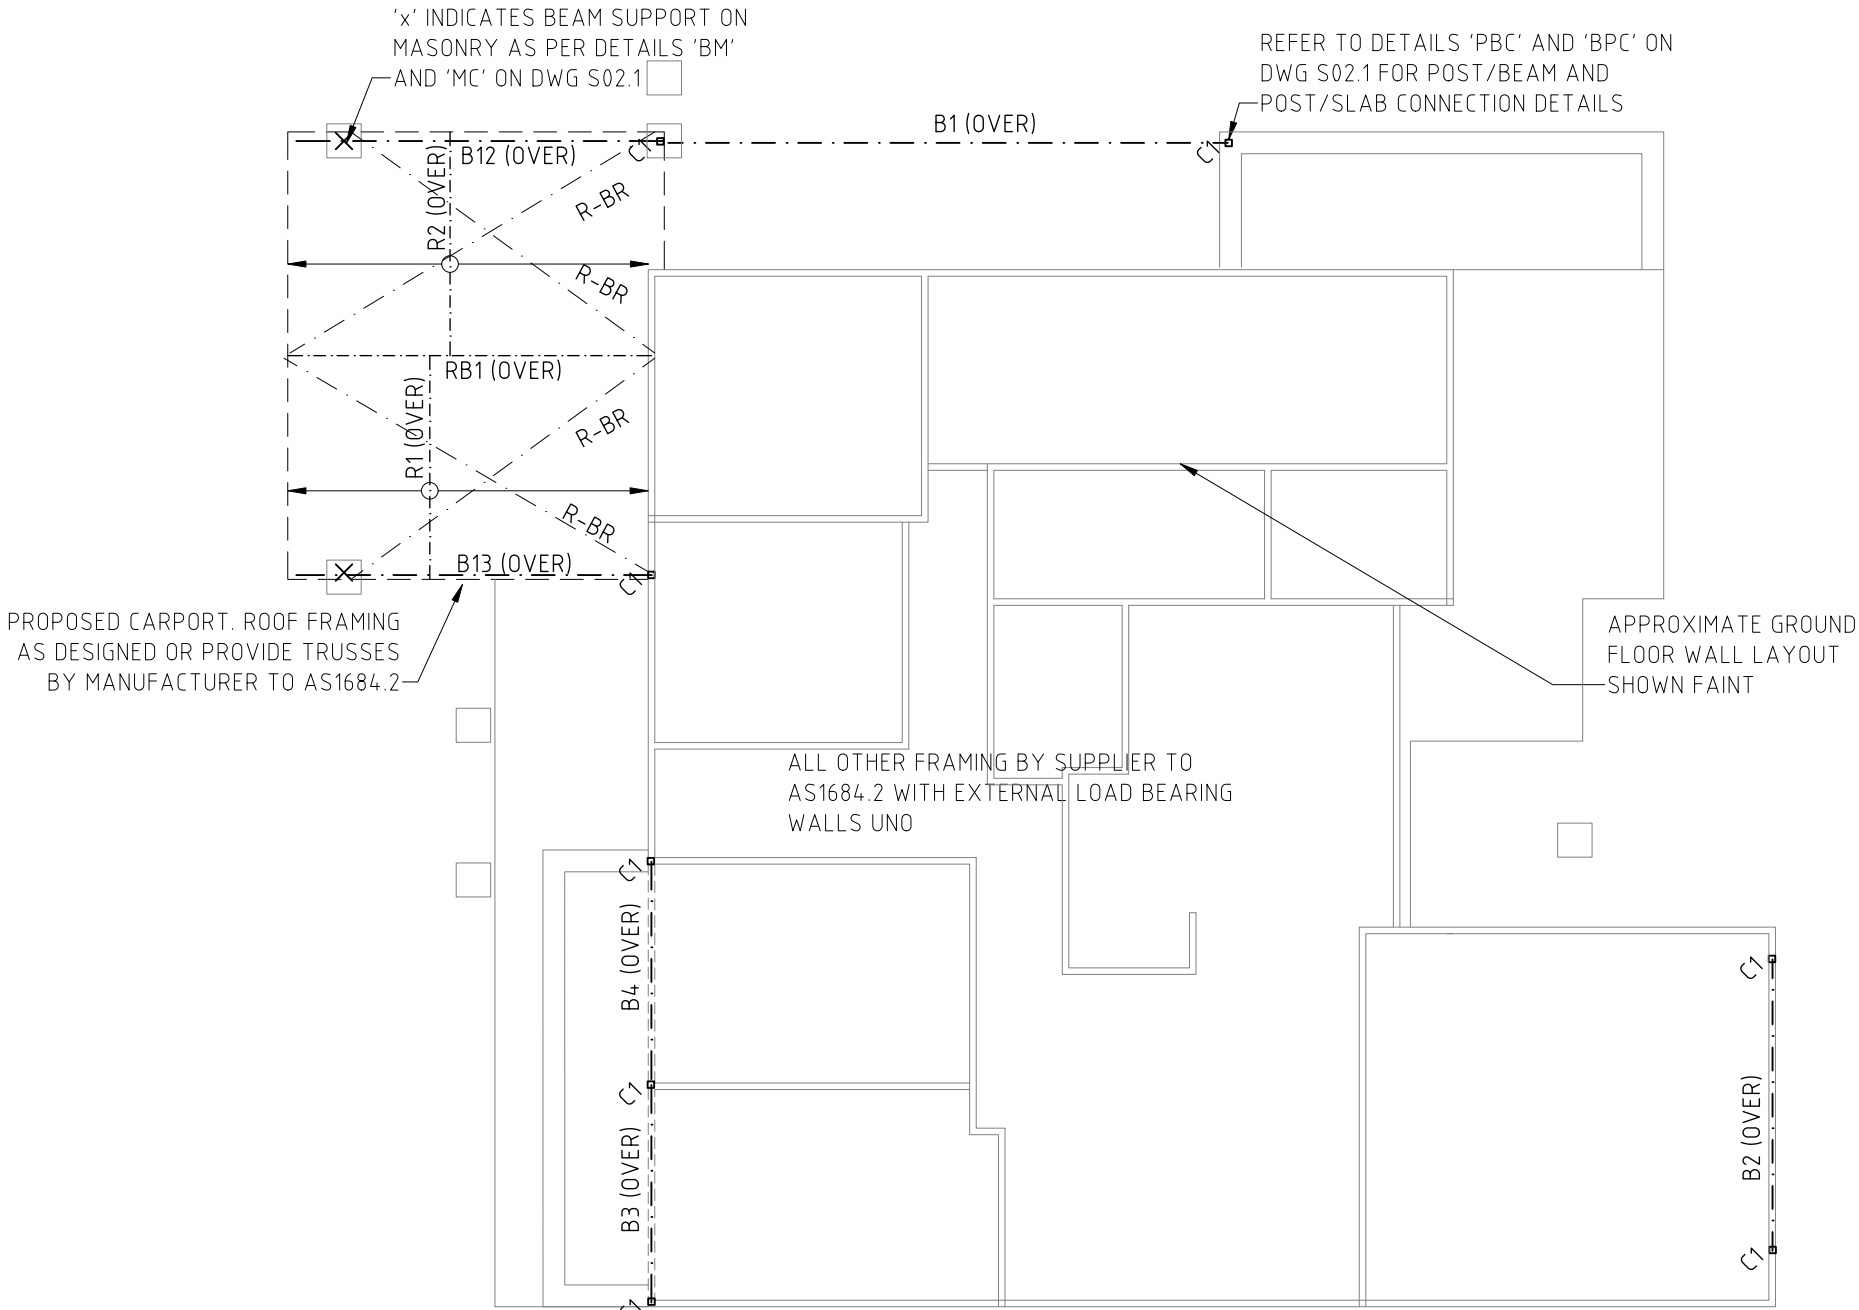 'x' INDICATES BEAM SUPPORT ON
MASONRY AS PER DETAILS 'BM'
AND 'MC' ON DWG S02.1
REFER TO DETAILS 'PBC' AND 'BPC' ON
DWG S02.1 FOR POST/BEAM AND
POST/SLAB CONNECTION DETAILS
B1 (OVER)
B12 (OVER)
C1
C1
R2 (OVER)
R-BR
R-BR
RB1 (OVER)
R1 (OVER)
R-BR
R-BR
B13 (OVER)
C1
PROPOSED CARPORT. ROOF FRAMING
AS DESIGNED OR PROVIDE TRUSSES
BY MANUFACTURER TO AS1684.2
APPROXIMATE GROUND
FLOOR WALL LAYOUT
SHOWN FAINT
ALL OTHER FRAMING BY SUPPLIER TO
AS1684.2 WITH EXTERNAL LOAD BEARING
WALLS UNO
C1
B4 (OVER)
C1
C1
B3 (OVER)
B2 (OVER)
C1
C1